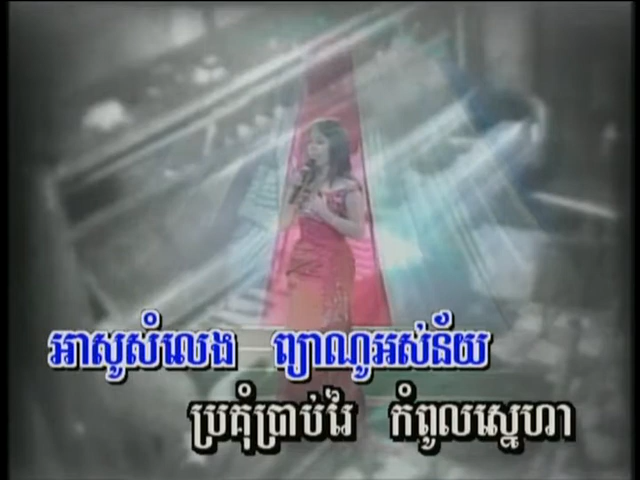 អាសូសំលេង ព្យាណូអស់ន័យ
ប្រគុំប្រាប់រៃ កំពូលស្នេហា